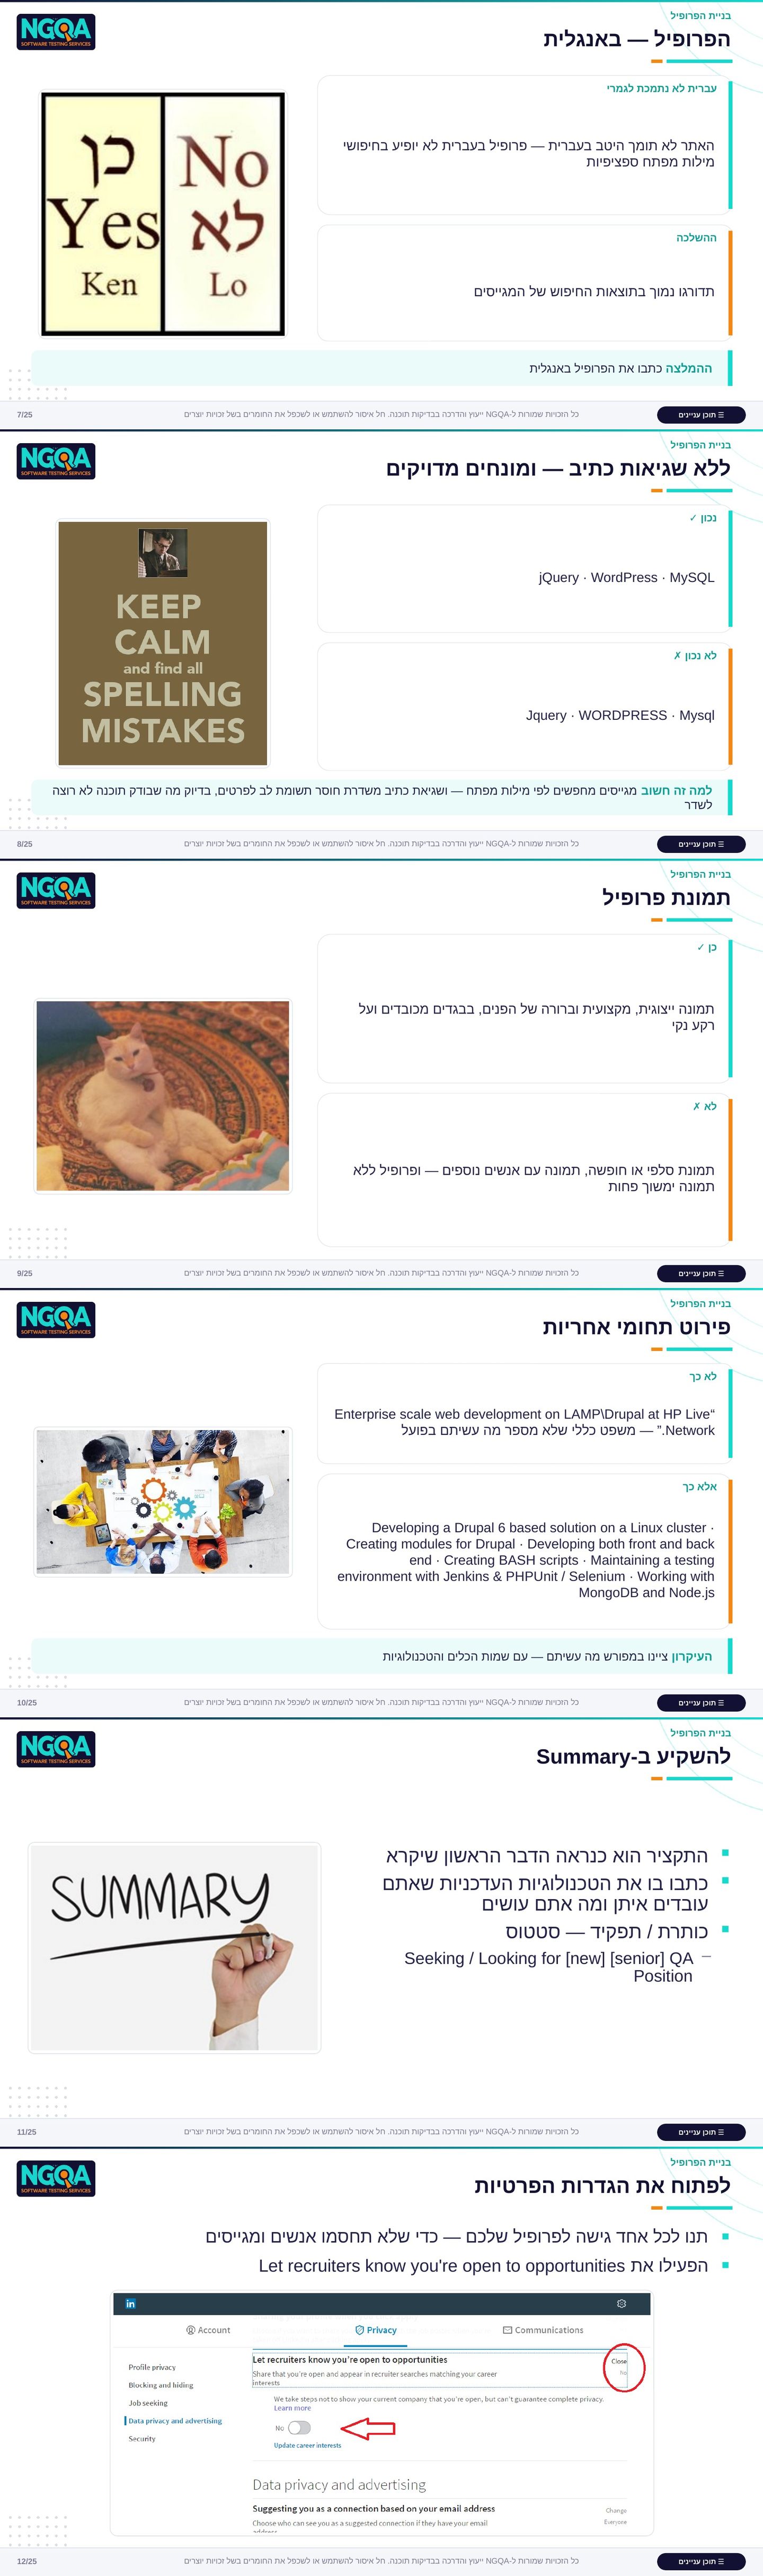 בניית הפרופיל
הפרופיל — באנגלית
NGQA
SOFTWARE TESTING SERVICES
עברית לא נתמכת לגמרי
האתר לא תומך היטב בעברית — פרופיל בעברית לא יופיע בחיפושי
מילות מפתח ספציפיות
כן
Yes
Ken
No
לא
Lo
ההשלכה
תדורגו נמוך בתוצאות החיפוש של המגייסים
ההמלצה כתבו את הפרופיל באנגלית
☰ תוכן עניינים
כל הזכויות שמורות ל-NGQA ייעוץ והדרכה בבדיקות תוכנה. חל איסור להשתמש או לשכפל את החומרים בשל זכויות יוצרים
7/25
בניית הפרופיל
ללא שגיאות כתיב — ומונחים מדויקים
NGQA
SOFTWARE TESTING SERVICES
נכון ✓
jQuery · WordPress · MySQL
KEEP
CALM
and find all
SPELLING
MISTAKES
לא נכון ✗
Jquery · WORDPRESS · Mysql
למה זה חשוב מגייסים מחפשים לפי מילות מפתח — ושגיאת כתיב משדרת חוסר תשומת לב לפרטים, בדיוק מה שבודק תוכנה לא רוצה
לשדר
☰ תוכן עניינים
כל הזכויות שמורות ל-NGQA ייעוץ והדרכה בבדיקות תוכנה. חל איסור להשתמש או לשכפל את החומרים בשל זכויות יוצרים
8/25
בניית הפרופיל
תמונת פרופיל
NGQA
SOFTWARE TESTING SERVICES
כן ✓
תמונה ייצוגית, מקצועית וברורה של הפנים, בבגדים מכובדים ועל
רקע נקי
לא ✗
תמונת סלפי או חופשה, תמונה עם אנשים נוספים — ופרופיל ללא
תמונה ימשוך פחות
☰ תוכן עניינים
כל הזכויות שמורות ל-NGQA ייעוץ והדרכה בבדיקות תוכנה. חל איסור להשתמש או לשכפל את החומרים בשל זכויות יוצרים
9/25
בניית הפרופיל
פירוט תחומי אחריות
NGQA
SOFTWARE TESTING SERVICES
לא כך
"Enterprise scale web development on LAMP\Drupal at HP Live
Network." — משפט כללי שלא מספר מה עשיתם בפועל
אלא כך
Developing a Drupal 6 based solution on a Linux cluster ·
Creating modules for Drupal · Developing both front and back
end · Creating BASH scripts · Maintaining a testing
environment with Jenkins & PHPUnit / Selenium · Working with
MongoDB and Node.js
העיקרון ציינו במפורש מה עשיתם — עם שמות הכלים והטכנולוגיות
☰ תוכן עניינים
כל הזכויות שמורות ל-NGQA ייעוץ והדרכה בבדיקות תוכנה. חל איסור להשתמש או לשכפל את החומרים בשל זכויות יוצרים
10/25
בניית הפרופיל
להשקיע ב-Summary
NGQA
SOFTWARE TESTING SERVICES
התקציר הוא כנראה הדבר הראשון שיקרא
כתבו בו את הטכנולוגיות העדכניות שאתם
עובדים איתן ומה אתם עושים
כותרת / תפקיד — סטטוס
– Seeking / Looking for [new] [senior] QA
Position
SUMMARY
☰ תוכן עניינים
כל הזכויות שמורות ל-NGQA ייעוץ והדרכה בבדיקות תוכנה. חל איסור להשתמש או לשכפל את החומרים בשל זכויות יוצרים
11/25
בניית הפרופיל
לפתוח את הגדרות הפרטיות
NGQA
SOFTWARE TESTING SERVICES
תנו לכל אחד גישה לפרופיל שלכם — כדי שלא תחסמו אנשים ומגייסים
הפעילו את Let recruiters know you're open to opportunities
in
Account
Privacy
Communications
Profile privacy
Blocking and hiding
Job seeking
Data privacy and advertising
Security
Let recruiters know you're open to opportunities
Close
Share that you're open and appear in recruiter searches matching your career
No
interests
We take steps not to show your current company that you're open, but can't guarantee complete privacy.
Learn more
No
Update career interests
Data privacy and advertising
Suggesting you as a connection based on your email address
Change
Choose who can see you as a suggested connection if they have your email
Everyone
address
☰ תוכן עניינים
כל הזכויות שמורות ל-NGQA ייעוץ והדרכה בבדיקות תוכנה. חל איסור להשתמש או לשכפל את החומרים בשל זכויות יוצרים
12/25